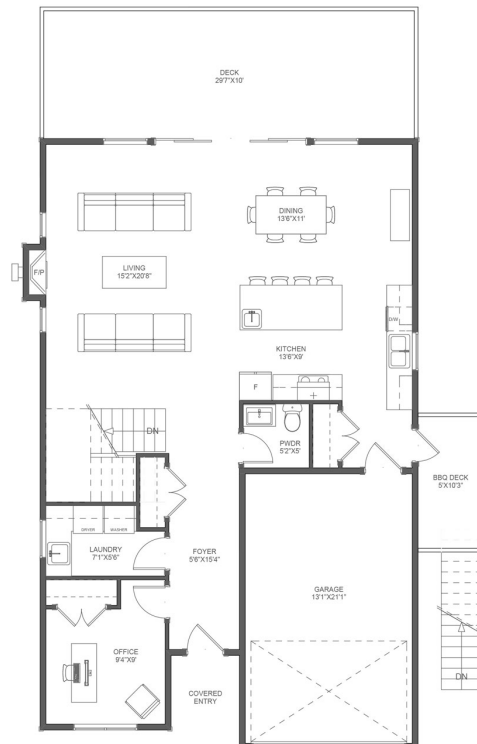 DECK
29'7"X10'
DINING
13'6"X11'
LIVING
15'2"X20'8"
F/P
D/W
KITCHEN
13'6"X9'
F
DN
PWDR
5'2"X5'
BBQ DECK
5'X10'3"
DRYER
WASHER
LAUNDRY
7'1"X5'6"
FOYER
5'6"X15'4"
GARAGE
13'1"X21'1"
OFFICE
9'4"X9'
COVERED
ENTRY
DN